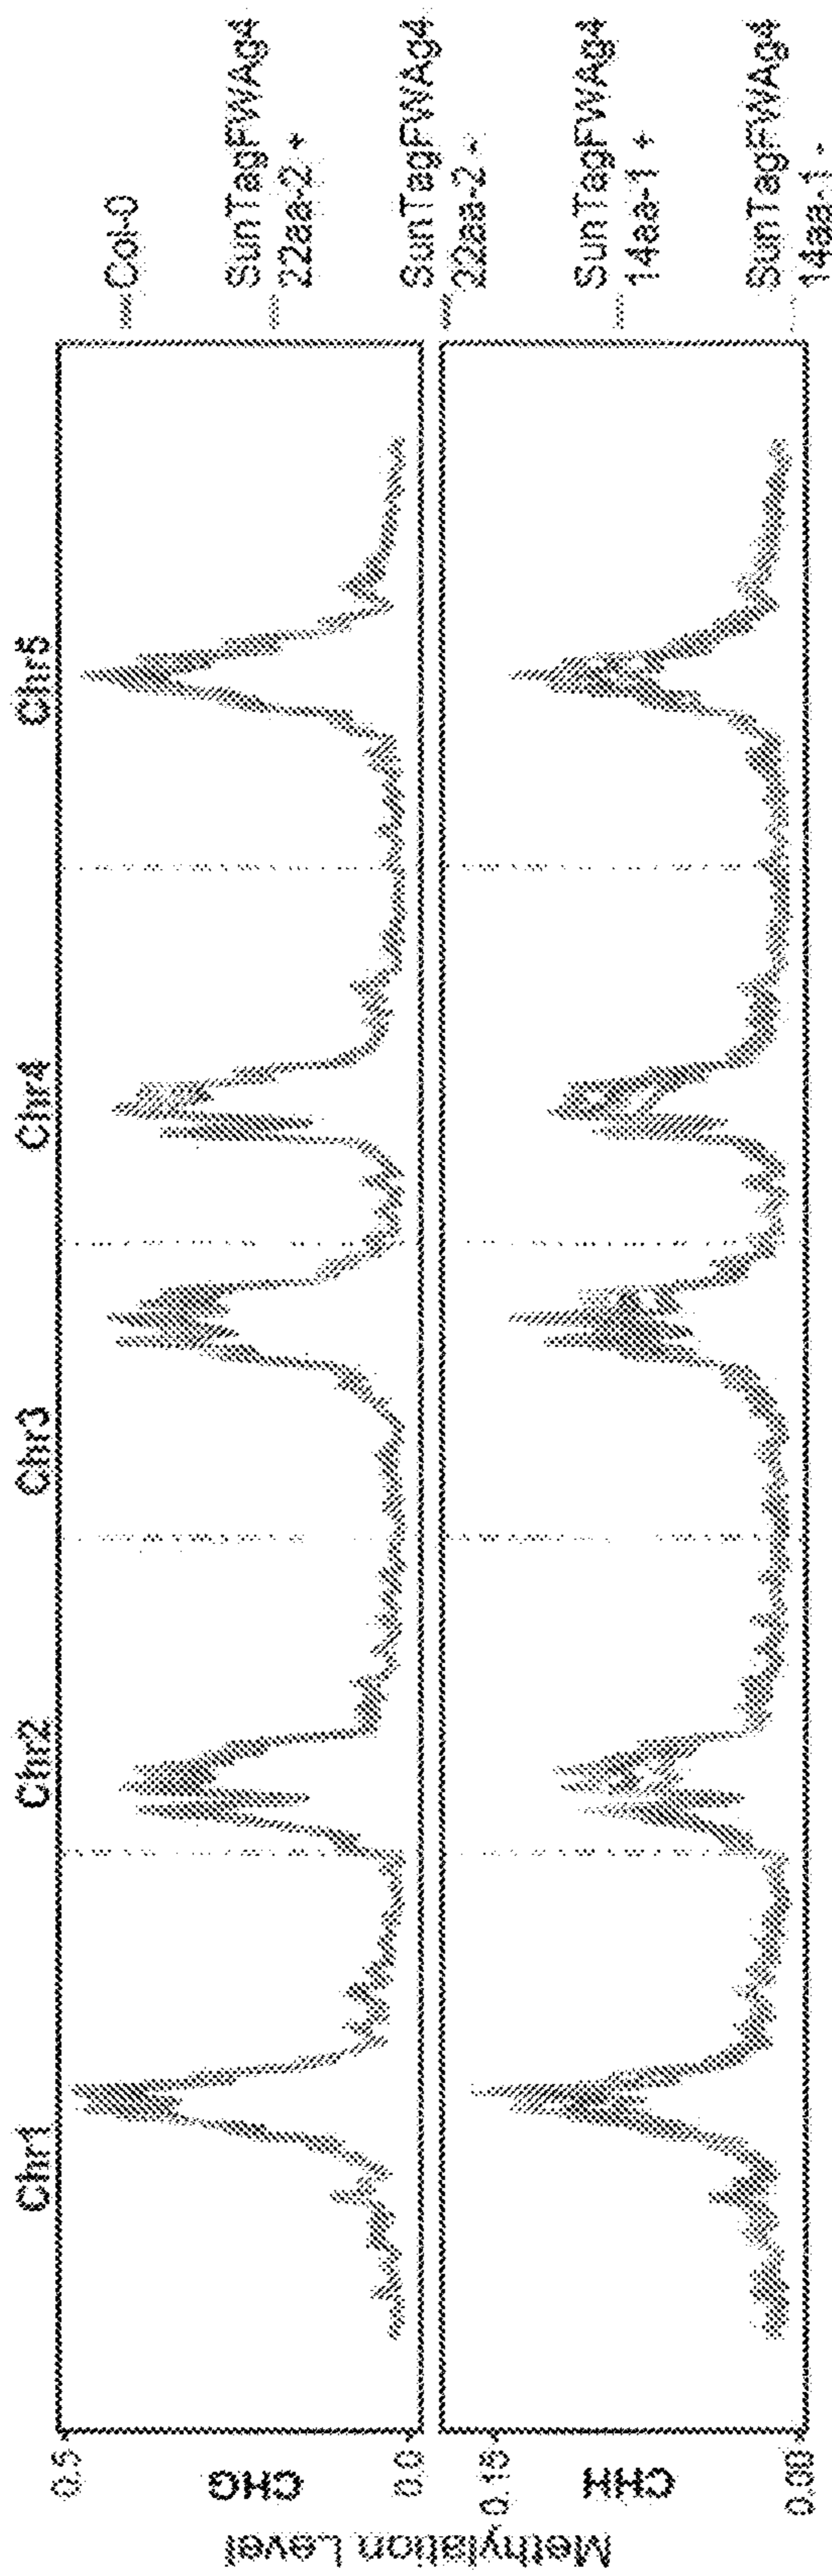 Chr1
Chr2
Chr3
Chr4
Chr5
Methylation Level
CHG
0.5
0.0
CHH
0.15
0.00
Col-0
SunTagFWAg4
22aa-2 +
SunTagFWAg4
22aa-2 -
SunTagFWAg4
14aa-1 +
SunTagFWAg4
14aa-1 -